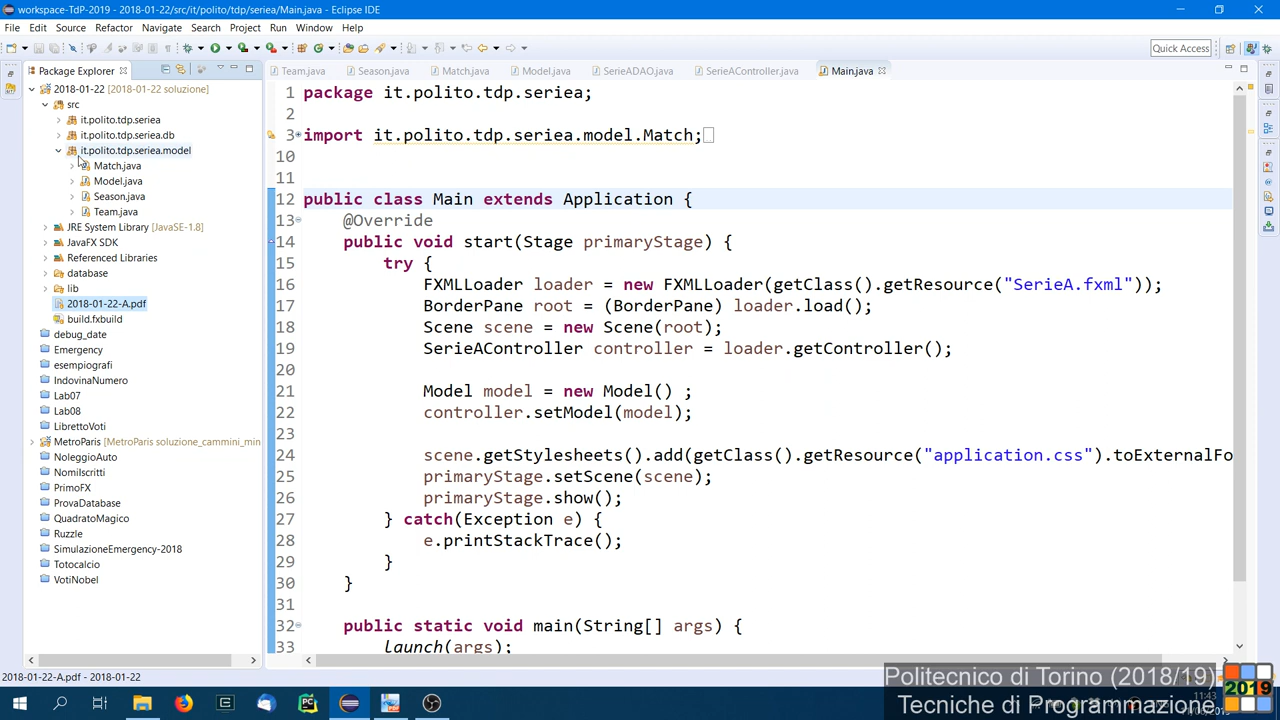 workspace-TdP-2019 - 2018-01-22/src/it/polito/tdp/seriea/Main.java - Eclipse IDE
File Edit Source Refactor Navigate Search Project Run Window Help
Quick Access
Package Explorer
Team.java Season.java Match.java Model.java SerieADAO.java SerieAController.java Main.java
2018-01-22 [2018-01-22 soluzione]
src
it.polito.tdp.seriea
it.polito.tdp.seriea.db
it.polito.tdp.seriea.model
Match.java
Model.java
Season.java
Team.java
JRE System Library [JavaSE-1.8]
JavaFX SDK
Referenced Libraries
database
lib
2018-01-22-A.pdf
build.fxbuild
debug_date
Emergency
esempiografi
IndovinaNumero
Lab07
Lab08
LibrettoVoti
MetroParis [MetroParis soluzione_cammini_min
NoleggioAuto
NomiIscritti
PrimoFX
ProvaDatabase
QuadratoMagico
Ruzzle
SimulazioneEmergency-2018
Totocalcio
VotiNobel
1 package it.polito.tdp.seriea;
2
3 import it.polito.tdp.seriea.model.Match;
10
11
12 public class Main extends Application {
13 @Override
14 public void start(Stage primaryStage) {
15 try {
16 FXMLLoader loader = new FXMLLoader(getClass().getResource("SerieA.fxml"));
17 BorderPane root = (BorderPane) loader.load();
18 Scene scene = new Scene(root);
19 SerieAController controller = loader.getController();
20
21 Model model = new Model() ;
22 controller.setModel(model);
23
24 scene.getStylesheets().add(getClass().getResource("application.css").toExternalFo
25 primaryStage.setScene(scene);
26 primaryStage.show();
27 } catch(Exception e) {
28 e.printStackTrace();
29 }
30 }
31
32 public static void main(String[] args) {
33 launch(args);
2018-01-22-A.pdf - 2018-01-22
Politecnico di Torino (2018/19)
Tecniche di Programmazione
2019
11:43